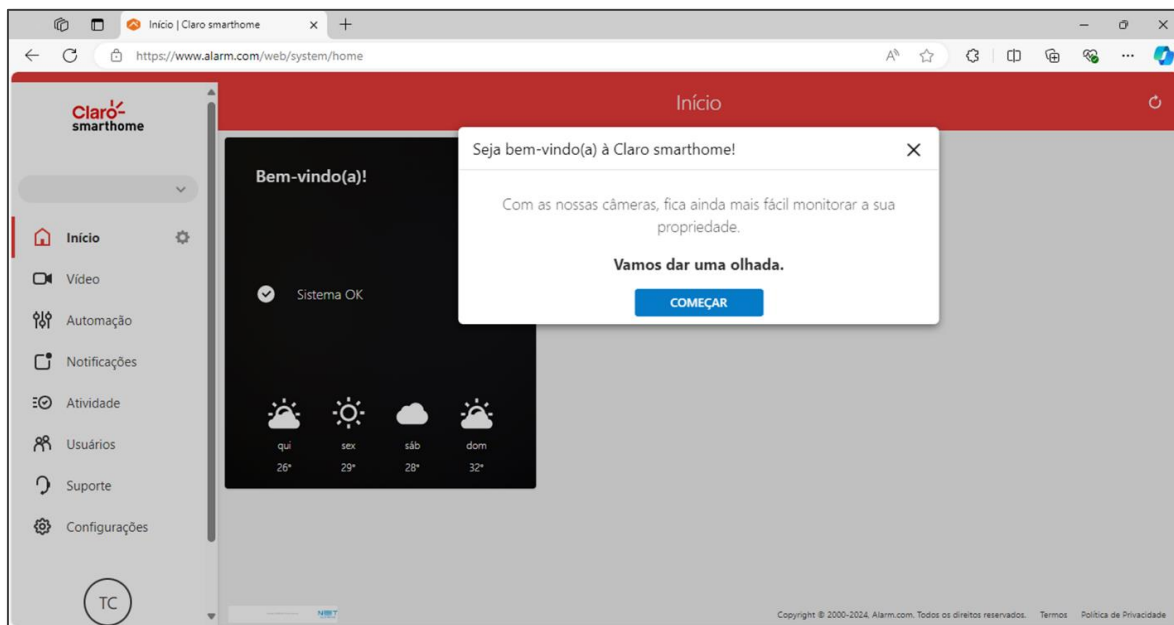 Início | Claro smarthome
https://www.alarm.com/web/system/home
Claro
smarthome
Início
Vídeo
Automação
Notificações
Atividade
Usuários
Suporte
Configurações
TC
Início
Bem-vindo(a)!
Sistema OK
qui sex sáb dom
26° 29° 28° 32°
Seja bem-vindo(a) à Claro smarthome!
Com as nossas câmeras, fica ainda mais fácil monitorar a sua
propriedade.
Vamos dar uma olhada.
COMEÇAR
Copyright © 2000-2024, Alarm.com. Todos os direitos reservados. Termos Política de Privacidade